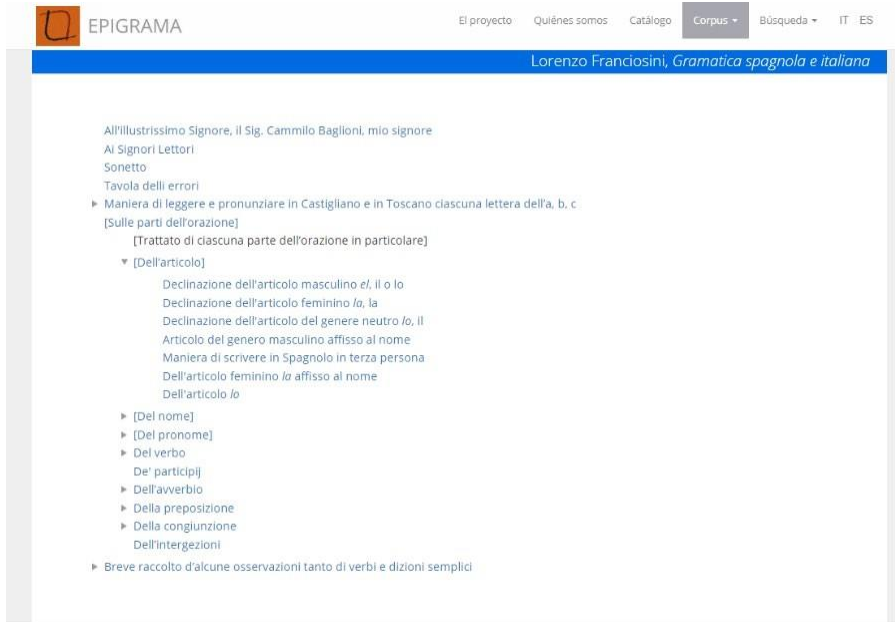 EPIGRAMA
El proyecto Quiénes somos Catálogo Corpus Búsqueda IT ES
Lorenzo Franciosini, Gramatica spagnola e italiana
All'illustrissimo Signore, il Sig. Cammilo Baglioni, mio signore
Ai Signori Lettori
Sonetto
Tavola delli errori
Maniera di leggere e pronunziare in Castigliano e in Toscano ciascuna lettera dell'a, b, c
[Sulle parti dell'orazione]
[Trattato di ciascuna parte dell'orazione in particolare]
[Dell'articolo]
Declinazione dell'articolo masculino el, il o lo
Declinazione dell'articolo feminino la, la
Declinazione dell'articolo del genere neutro lo, il
Articolo del genero masculino affisso al nome
Maniera di scrivere in Spagnolo in terza persona
Dell'articolo feminino la affisso al nome
Dell'articolo lo
[Del nome]
[Del pronome]
Del verbo
De' participij
Dell'avverbio
Della preposizione
Della congiunzione
Dell'intergezioni
Breve raccolto d'alcune osservazioni tanto di verbi e dizioni semplici